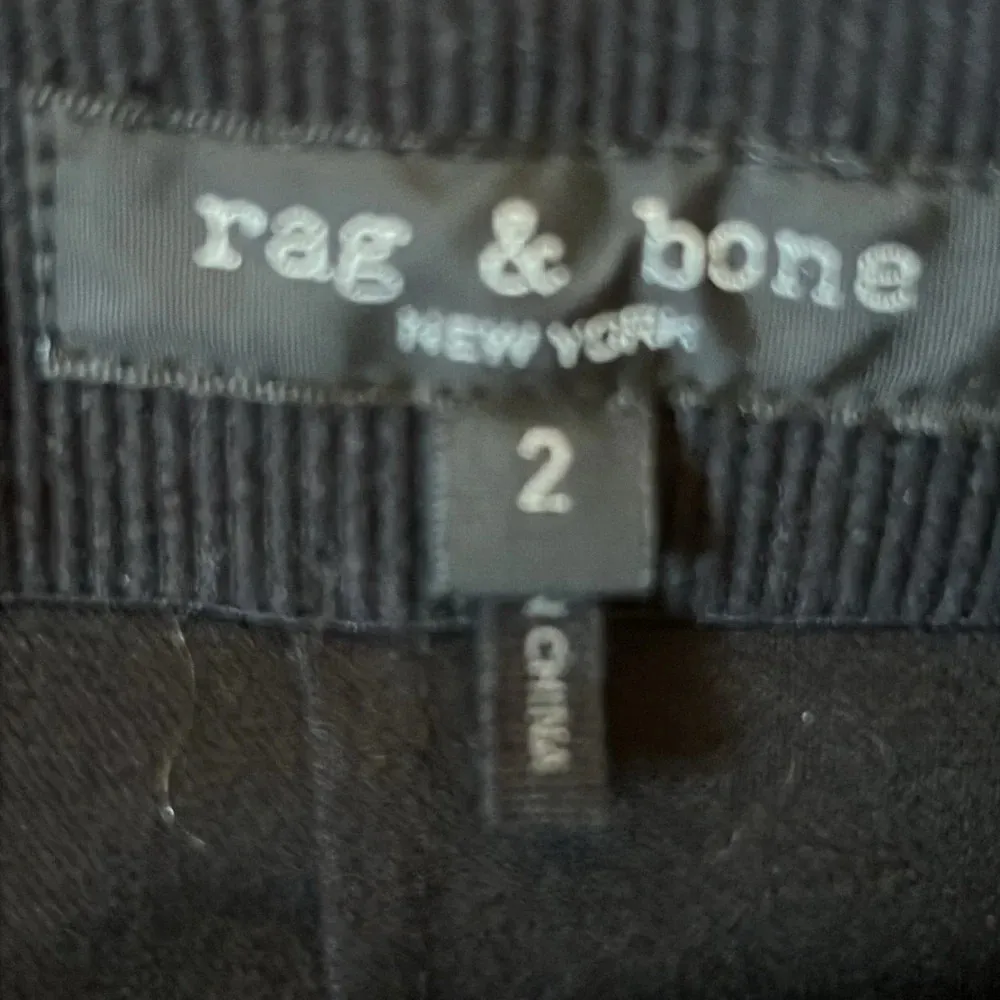 rag & bone
NEW YORK
2
CHINA